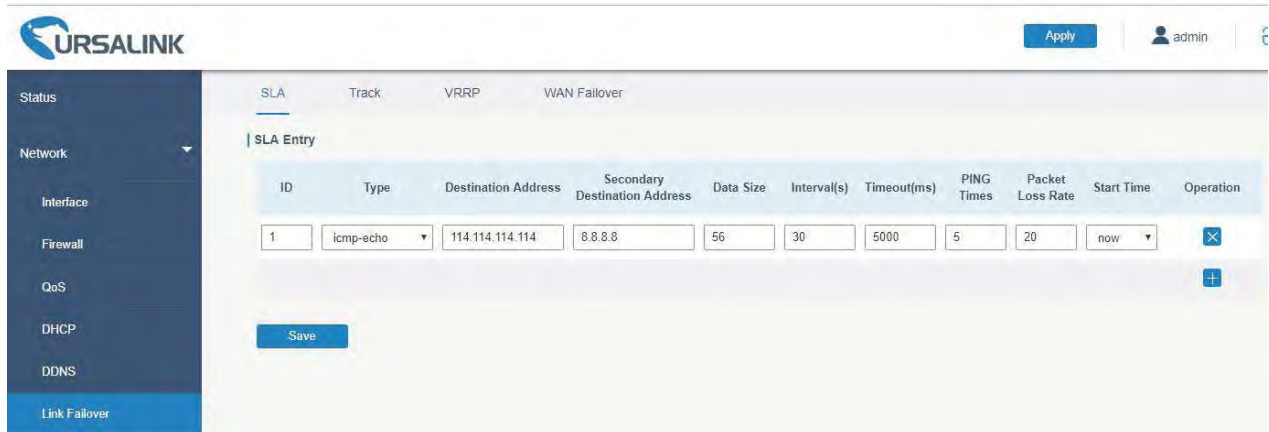 URSALINK
Apply
admin
Status
SLA Track VRRP WAN Failover
SLA Entry
Network
ID Type Destination Address Secondary Destination Address Data Size Interval(s) Timeout(ms) PING Times Packet Loss Rate Start Time Operation
Interface
1 icmp-echo 114.114.114.114 8.8.8.8 56 30 5000 5 20 now
Firewall
QoS
DHCP
Save
DDNS
Link Failover